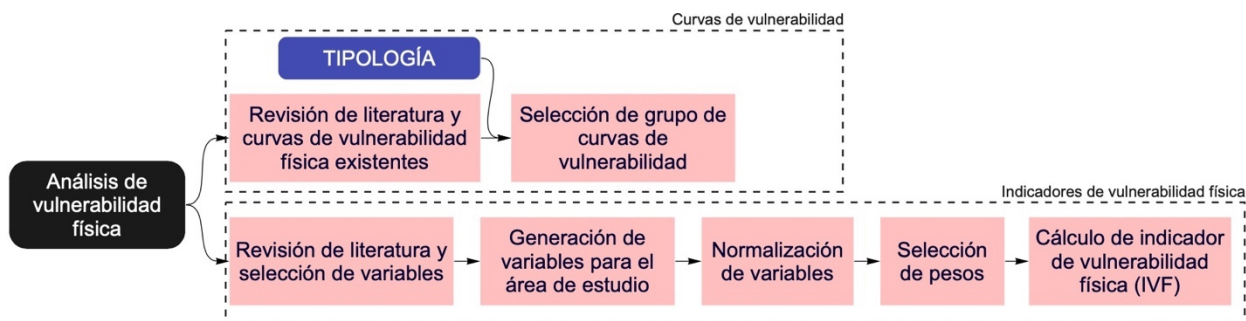 Curvas de vulnerabilidad
TIPOLOGÍA
Revisión de literatura y
curvas de vulnerabilidad
física existentes
Selección de grupo de
curvas de
vulnerabilidad
Análisis de
vulnerabilidad
física
Indicadores de vulnerabilidad física
Revisión de literatura y
selección de variables
Generación de
variables para el
área de estudio
Normalización
de variables
Selección
de pesos
Cálculo de indicador
de vulnerabilidad
física (IVF)